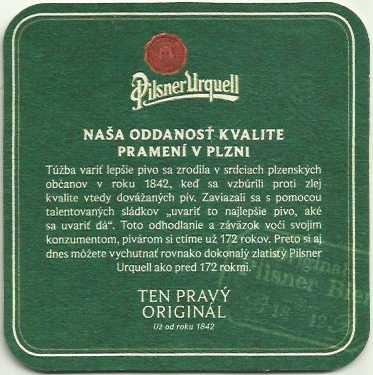 Pilsner Urquell
NAŠA ODDANOSŤ KVALITE
PRAMENÍ V PLZNI
Túžba variť lepšie pivo sa zrodila v srdciach plzenských
občanov v roku 1842, keď sa vzbúrili proti zlej
kvalite vtedy dovážaných pív. Zaviazali sa s pomocou
talentovaných sládkov „uvariť to najlepšie pivo, aké
sa uvariť dá“. Toto odhodlanie a záväzok voči svojim
konzumentom, pivárom si ctíme už 172 rokov. Preto si aj
dnes môžete vychutnať rovnako dokonalý zlatistý Pilsner
Urquell ako pred 172 rokmi.
TEN PRAVÝ
ORIGINÁL
Už od roku 1842